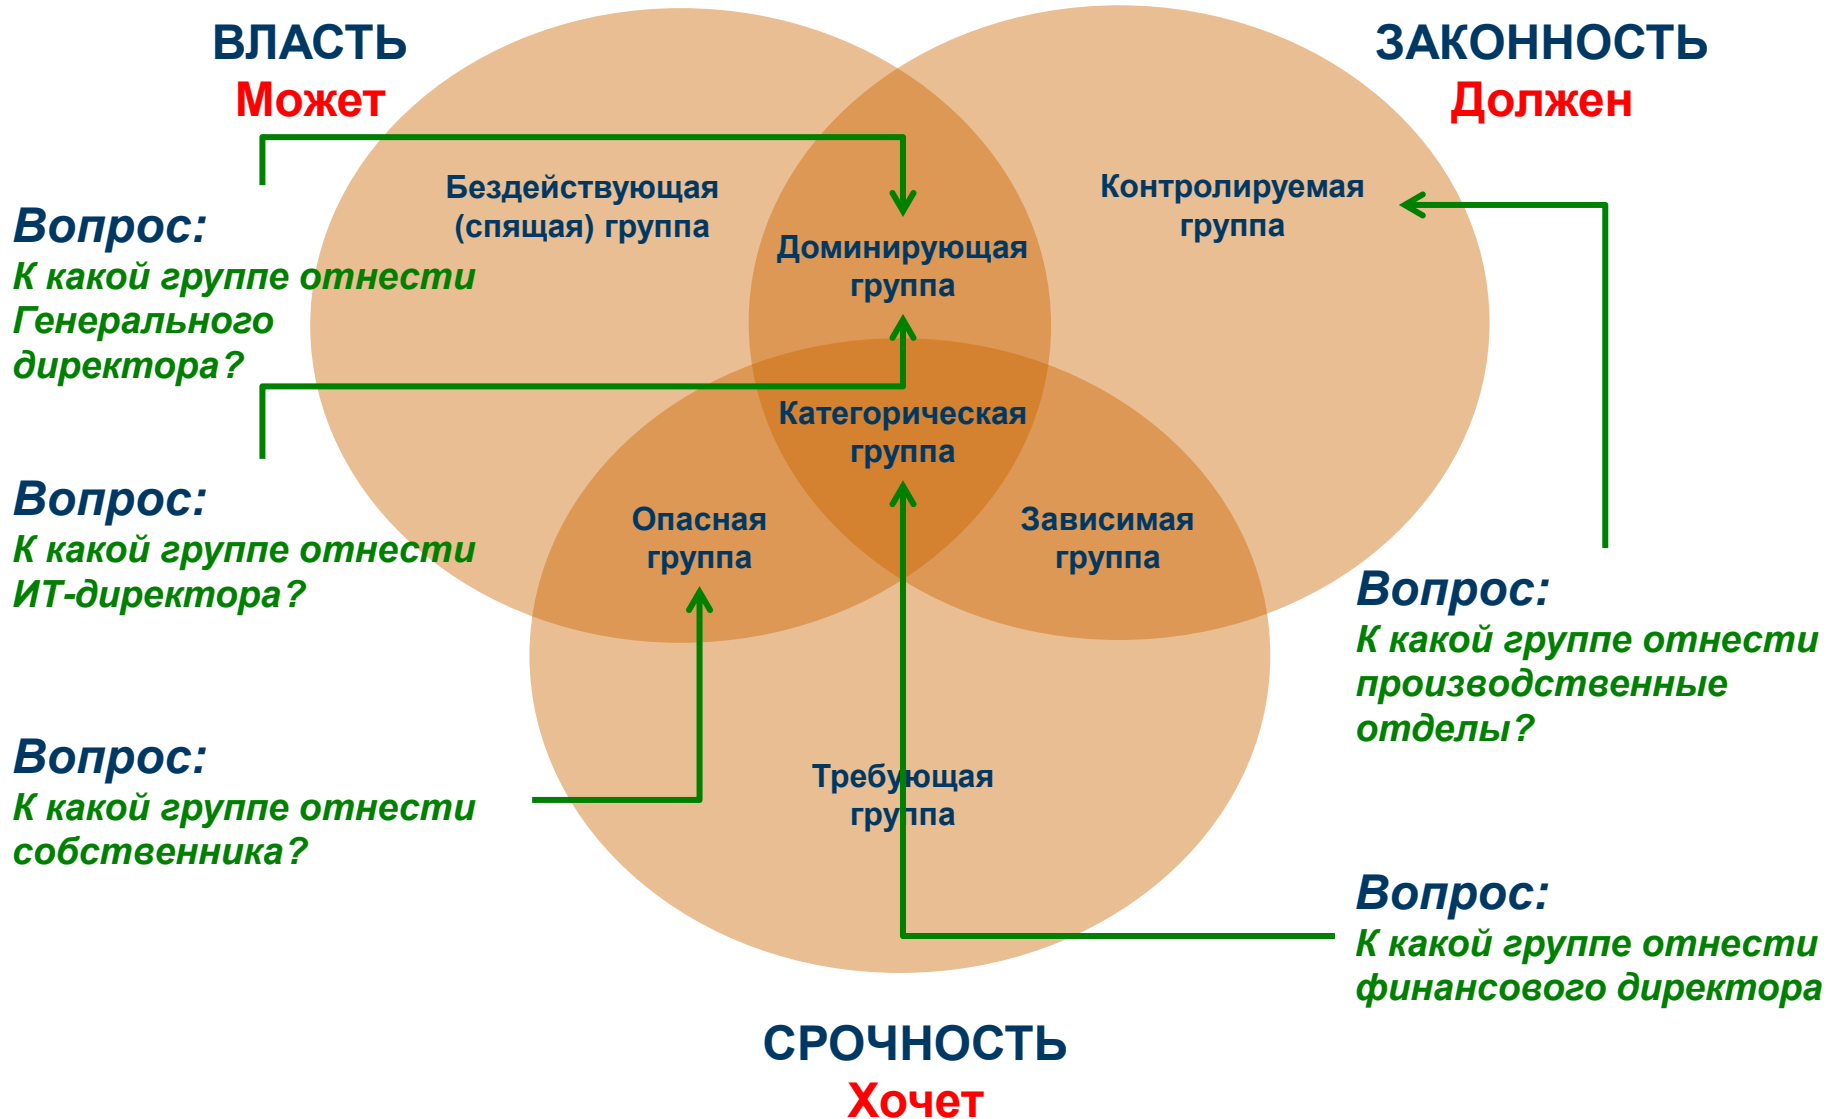 ВЛАСТЬ
Может
ЗАКОННОСТЬ
Должен
Бездействующая
(спящая) группа
Контролируемая
группа
Доминирующая
группа
Вопрос:
К какой группе отнести
Генерального
директора?
Категорическая
группа
Вопрос:
К какой группе отнести
ИТ-директора?
Опасная
группа
Зависимая
группа
Вопрос:
К какой группе отнести
производственные
отделы?
Вопрос:
К какой группе отнести
собственника?
Требующая
группа
Вопрос:
К какой группе отнести
финансового директора
СРОЧНОСТЬ
Хочет